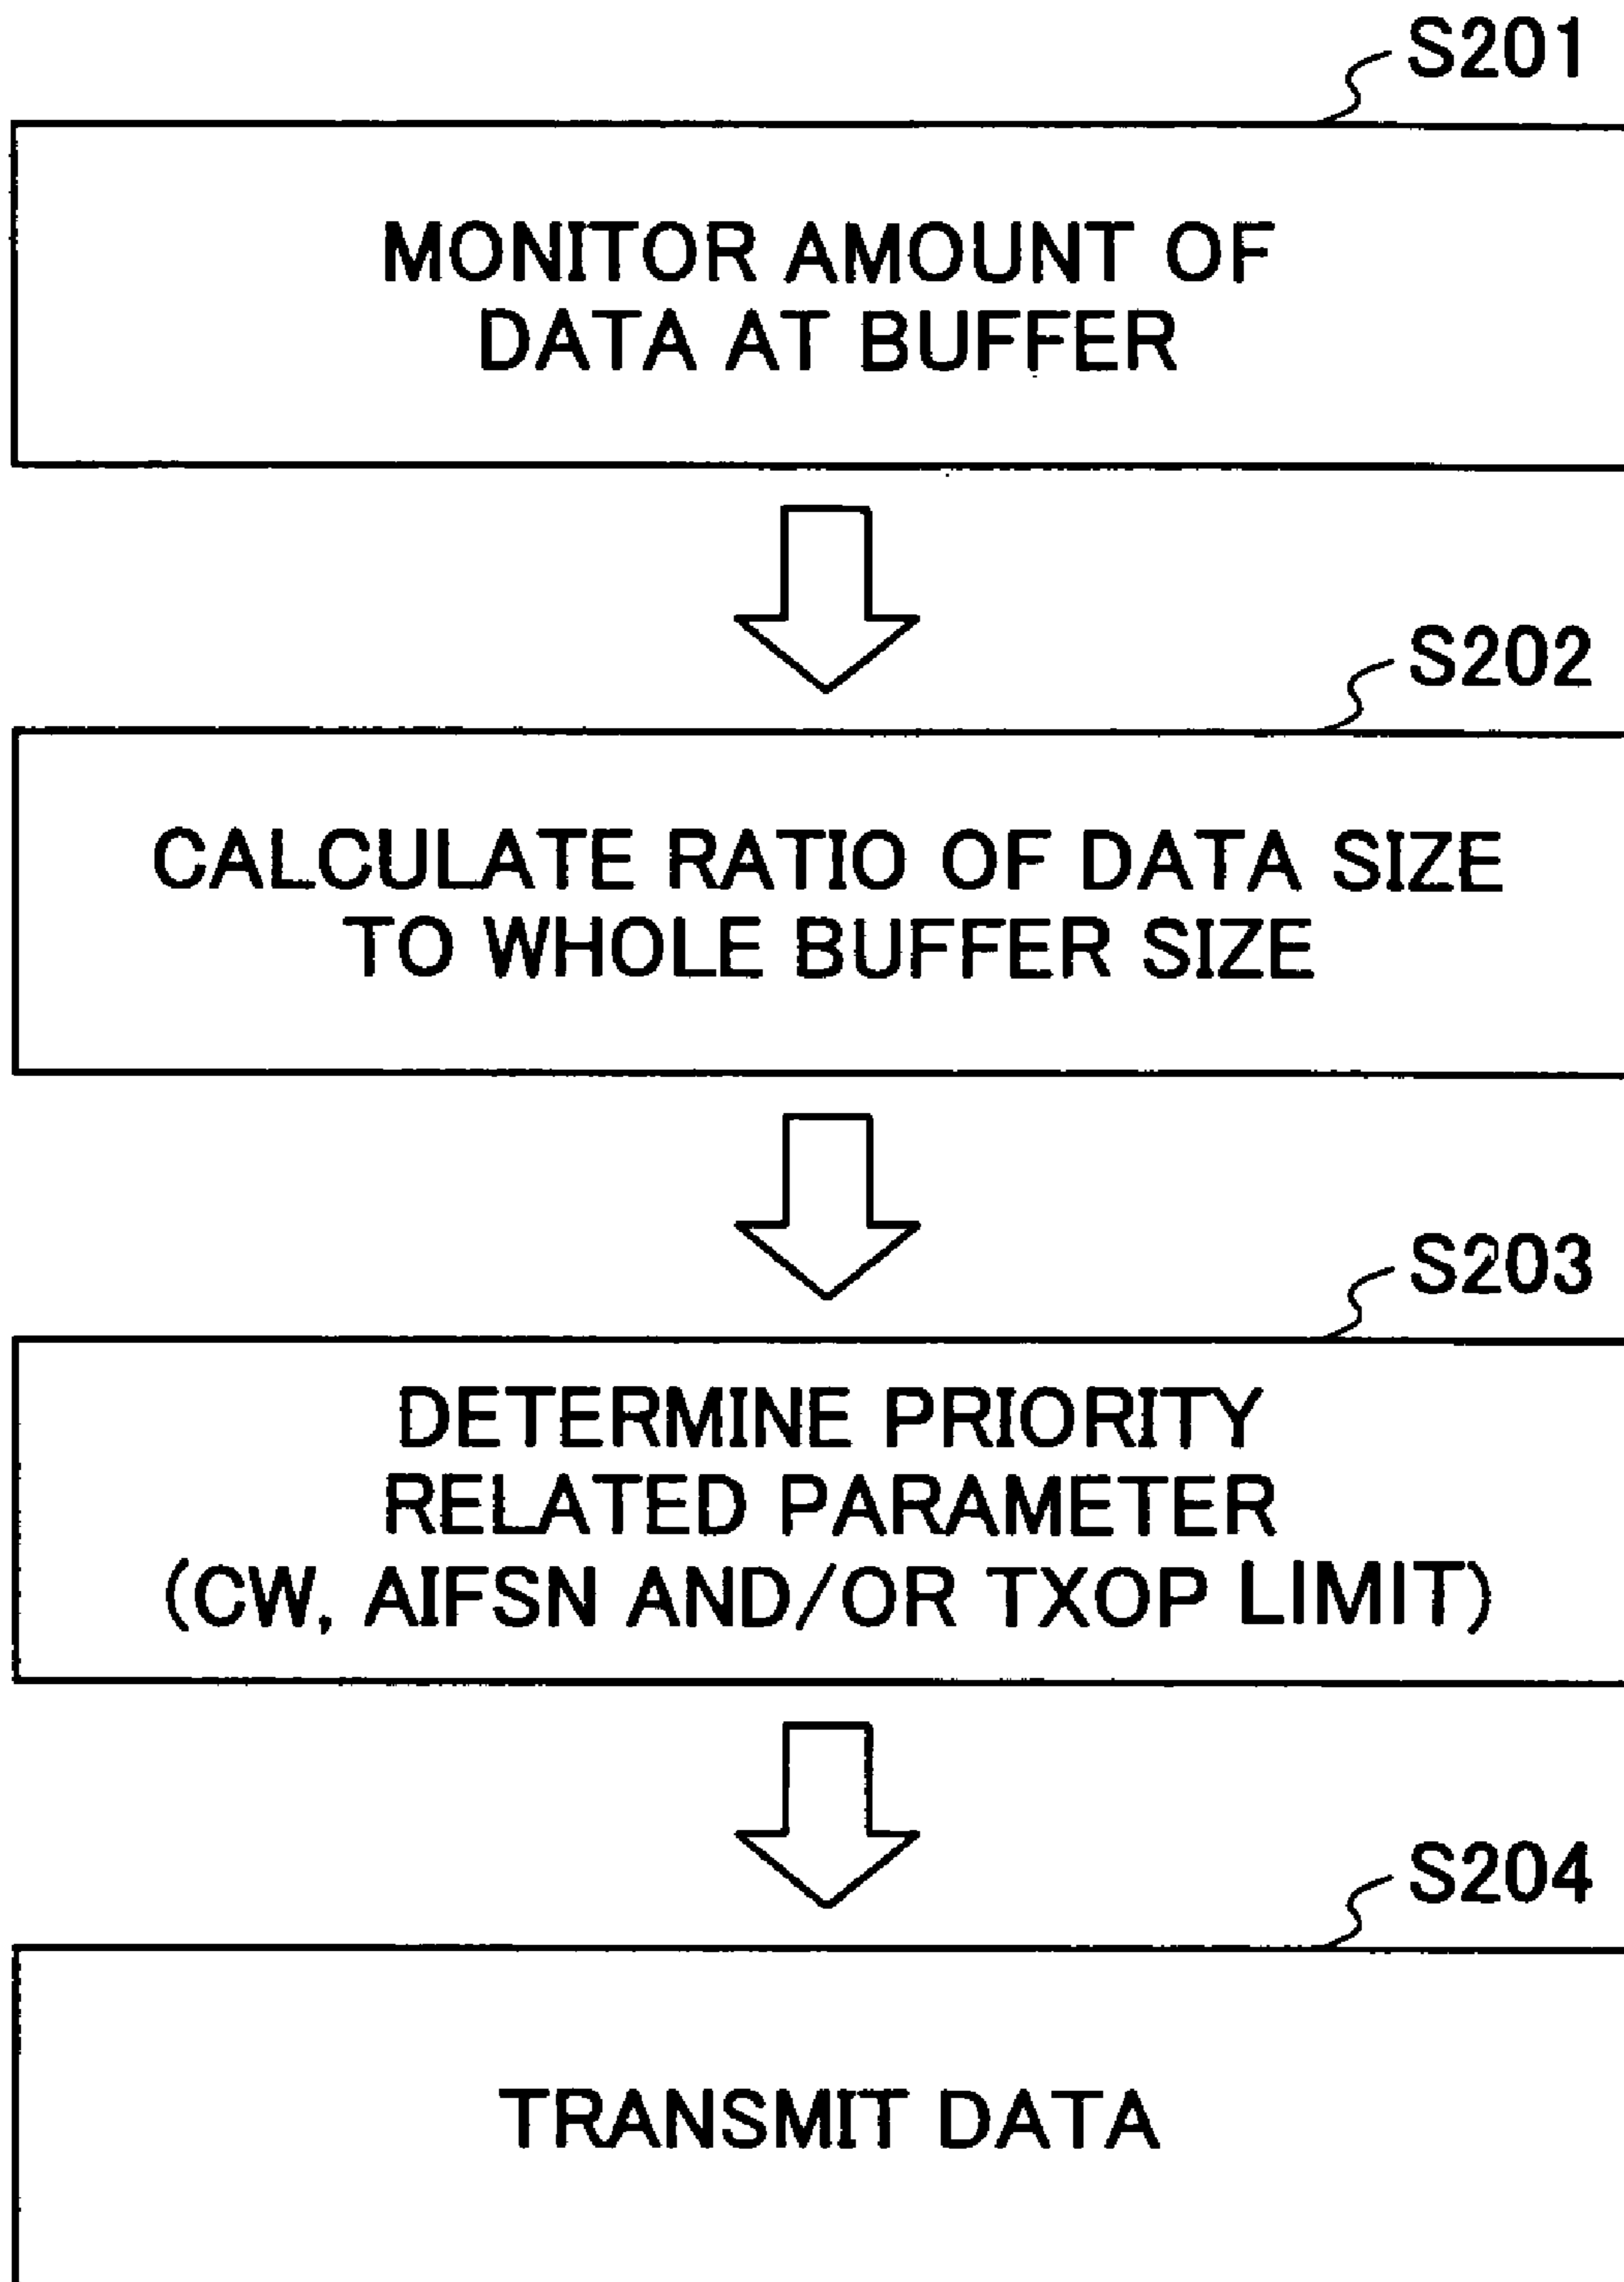 S201
MONITOR AMOUNT OF
DATA AT BUFFER
S202
CALCULATE RATIO OF DATA SIZE
TO WHOLE BUFFER SIZE
S203
DETERMINE PRIORITY
RELATED PARAMETER
(CW, AIFSN AND/OR TXOP LIMIT)
S204
TRANSMIT DATA